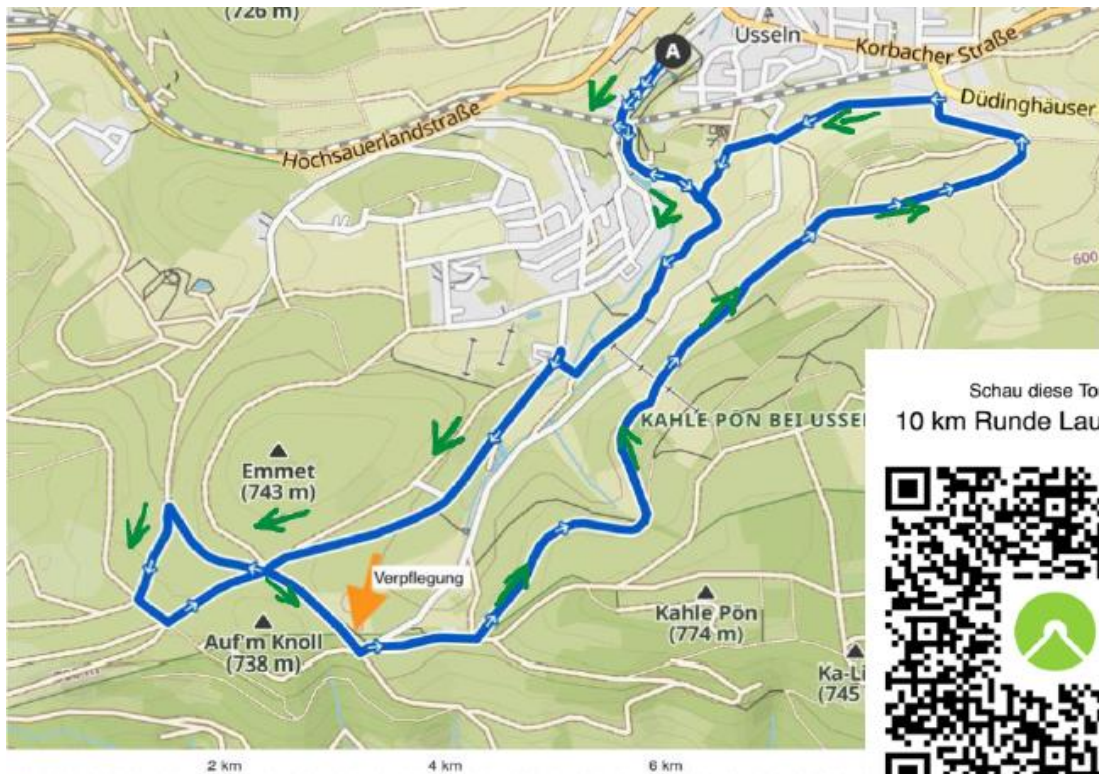 (726 m)
Usseln
A
Korbacher Straße
Düdinghäuser
Hochsauerlandstraße
600
Schau diese To
10 km Runde Lau
KAHLE PÖN BEI USSEL
Emmet
(743 m)
Verpflegung
Kahle Pön
(774 m)
Auf'm Knoll
(738 m)
Ka-Li
(745
2 km
4 km
6 km